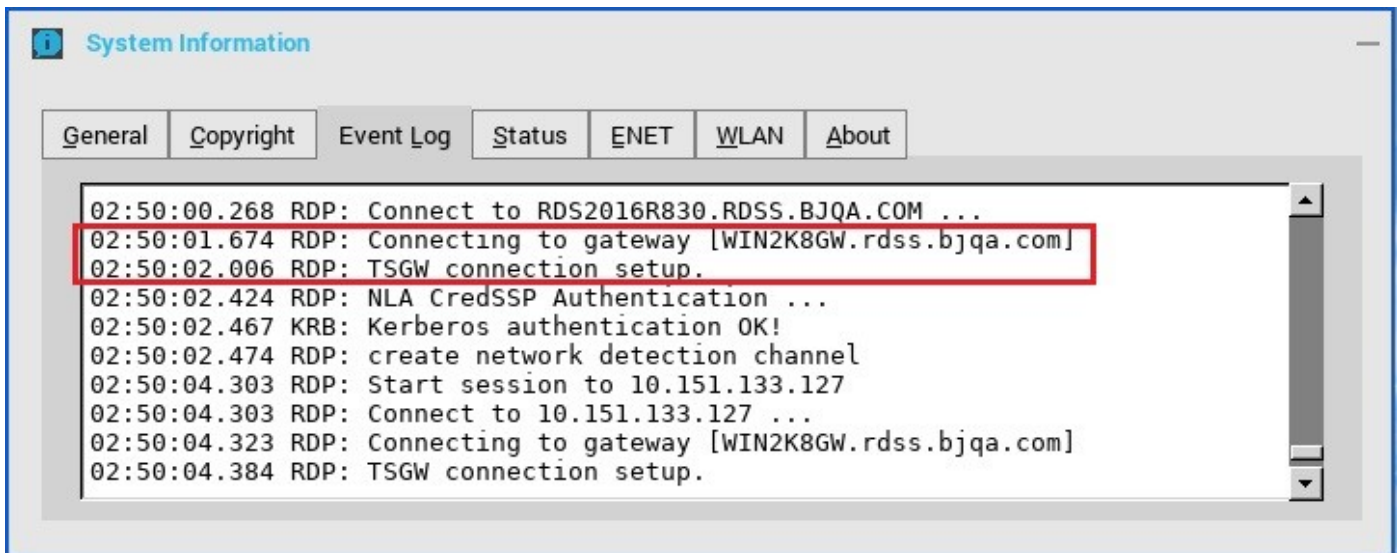 System Information
General Copyright Event Log Status ENET WLAN About
02:50:00.268 RDP: Connect to RDS2016R830.RDSS.BJQA.COM ...
02:50:01.674 RDP: Connecting to gateway [WIN2K8GW.rdss.bjqa.com]
02:50:02.006 RDP: TSGW connection setup.
02:50:02.424 RDP: NLA CredSSP Authentication ...
02:50:02.467 KRB: Kerberos authentication OK!
02:50:02.474 RDP: create network detection channel
02:50:04.303 RDP: Start session to 10.151.133.127
02:50:04.303 RDP: Connect to 10.151.133.127 ...
02:50:04.323 RDP: Connecting to gateway [WIN2K8GW.rdss.bjqa.com]
02:50:04.384 RDP: TSGW connection setup.